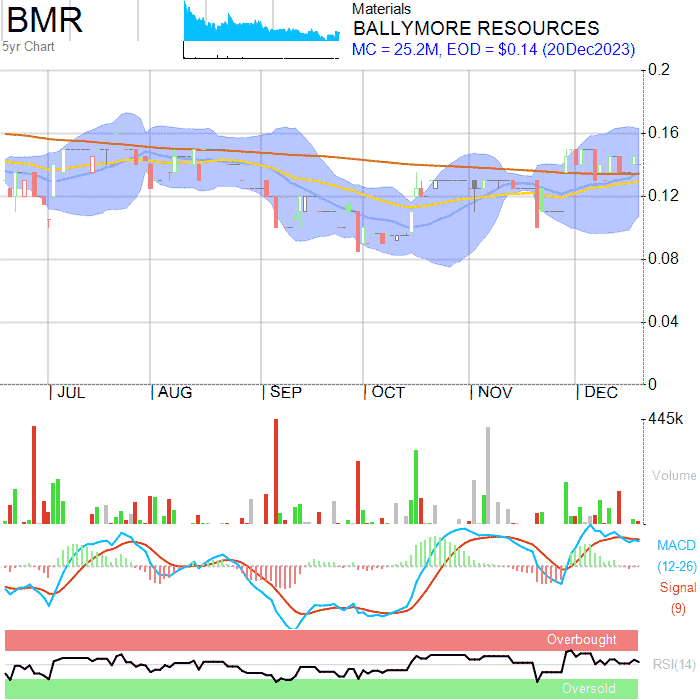 BMR
5yr Chart
Materials
BALLYMORE RESOURCES
MC = 25.2M, EOD = $0.14 (20Dec2023)
0.2
0.16
0.12
0.08
0.04
0
JUL AUG SEP OCT NOV DEC
445k
Volume
MACD
(12-26)
Signal
(9)
Overbought
RSI(14)
Oversold